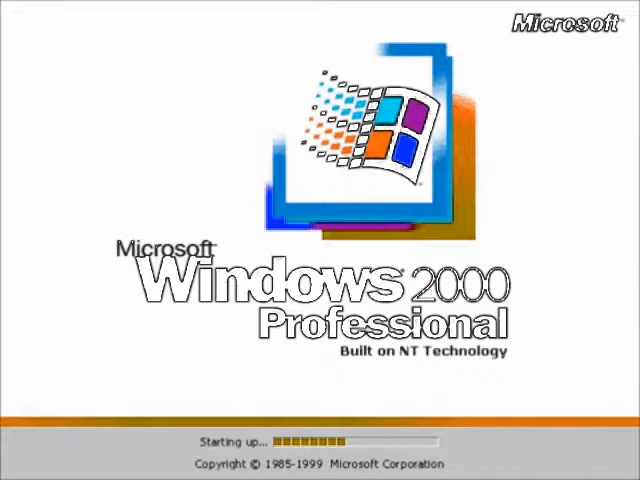 Microsoft
Microsoft
Windows 2000
Professional
Built on NT Technology
Starting up...
Copyright © 1985-1999 Microsoft Corporation